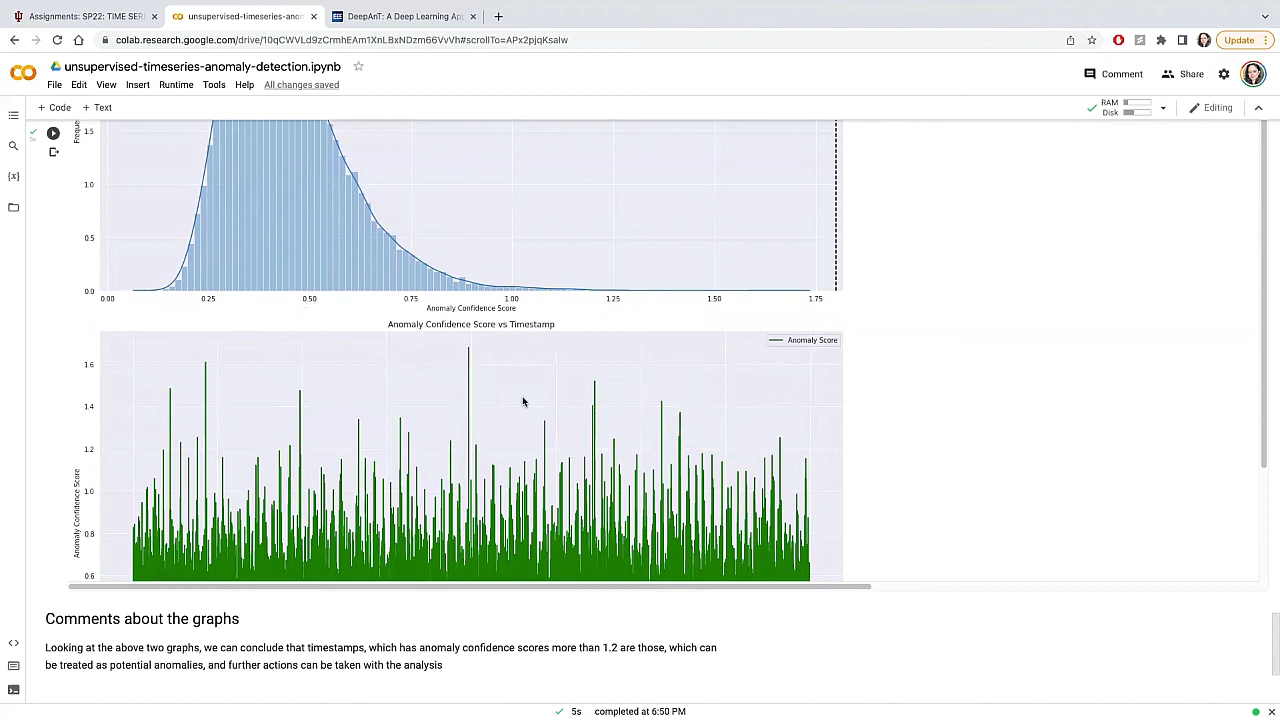 Assignments: SP22: TIME SER
unsupervised-timeseries-anom
DeepAnT: A Deep Learning App
colab.research.google.com/drive/10qCWVLd9zCrmhEAm1XnLBxNDzm66VvVh#scrollTo=APx2pjqKsaIw
Update
unsupervised-timeseries-anomaly-detection.ipynb
File Edit View Insert Runtime Tools Help All changes saved
Comment Share
+ Code + Text
RAM
Disk
Editing
5s
Freque
1.5
1.0
0.5
0.0
0.00 0.25 0.50 0.75 1.00 1.25 1.50 1.75
Anomaly Confidence Score
Anomaly Confidence Score vs Timestamp
Anomaly Score
Anomaly Confidence Score
1.6
1.4
1.2
1.0
0.8
0.6
Comments about the graphs
Looking at the above two graphs, we can conclude that timestamps, which has anomaly confidence scores more than 1.2 are those, which can
be treated as potential anomalies, and further actions can be taken with the analysis
5s completed at 6:50 PM